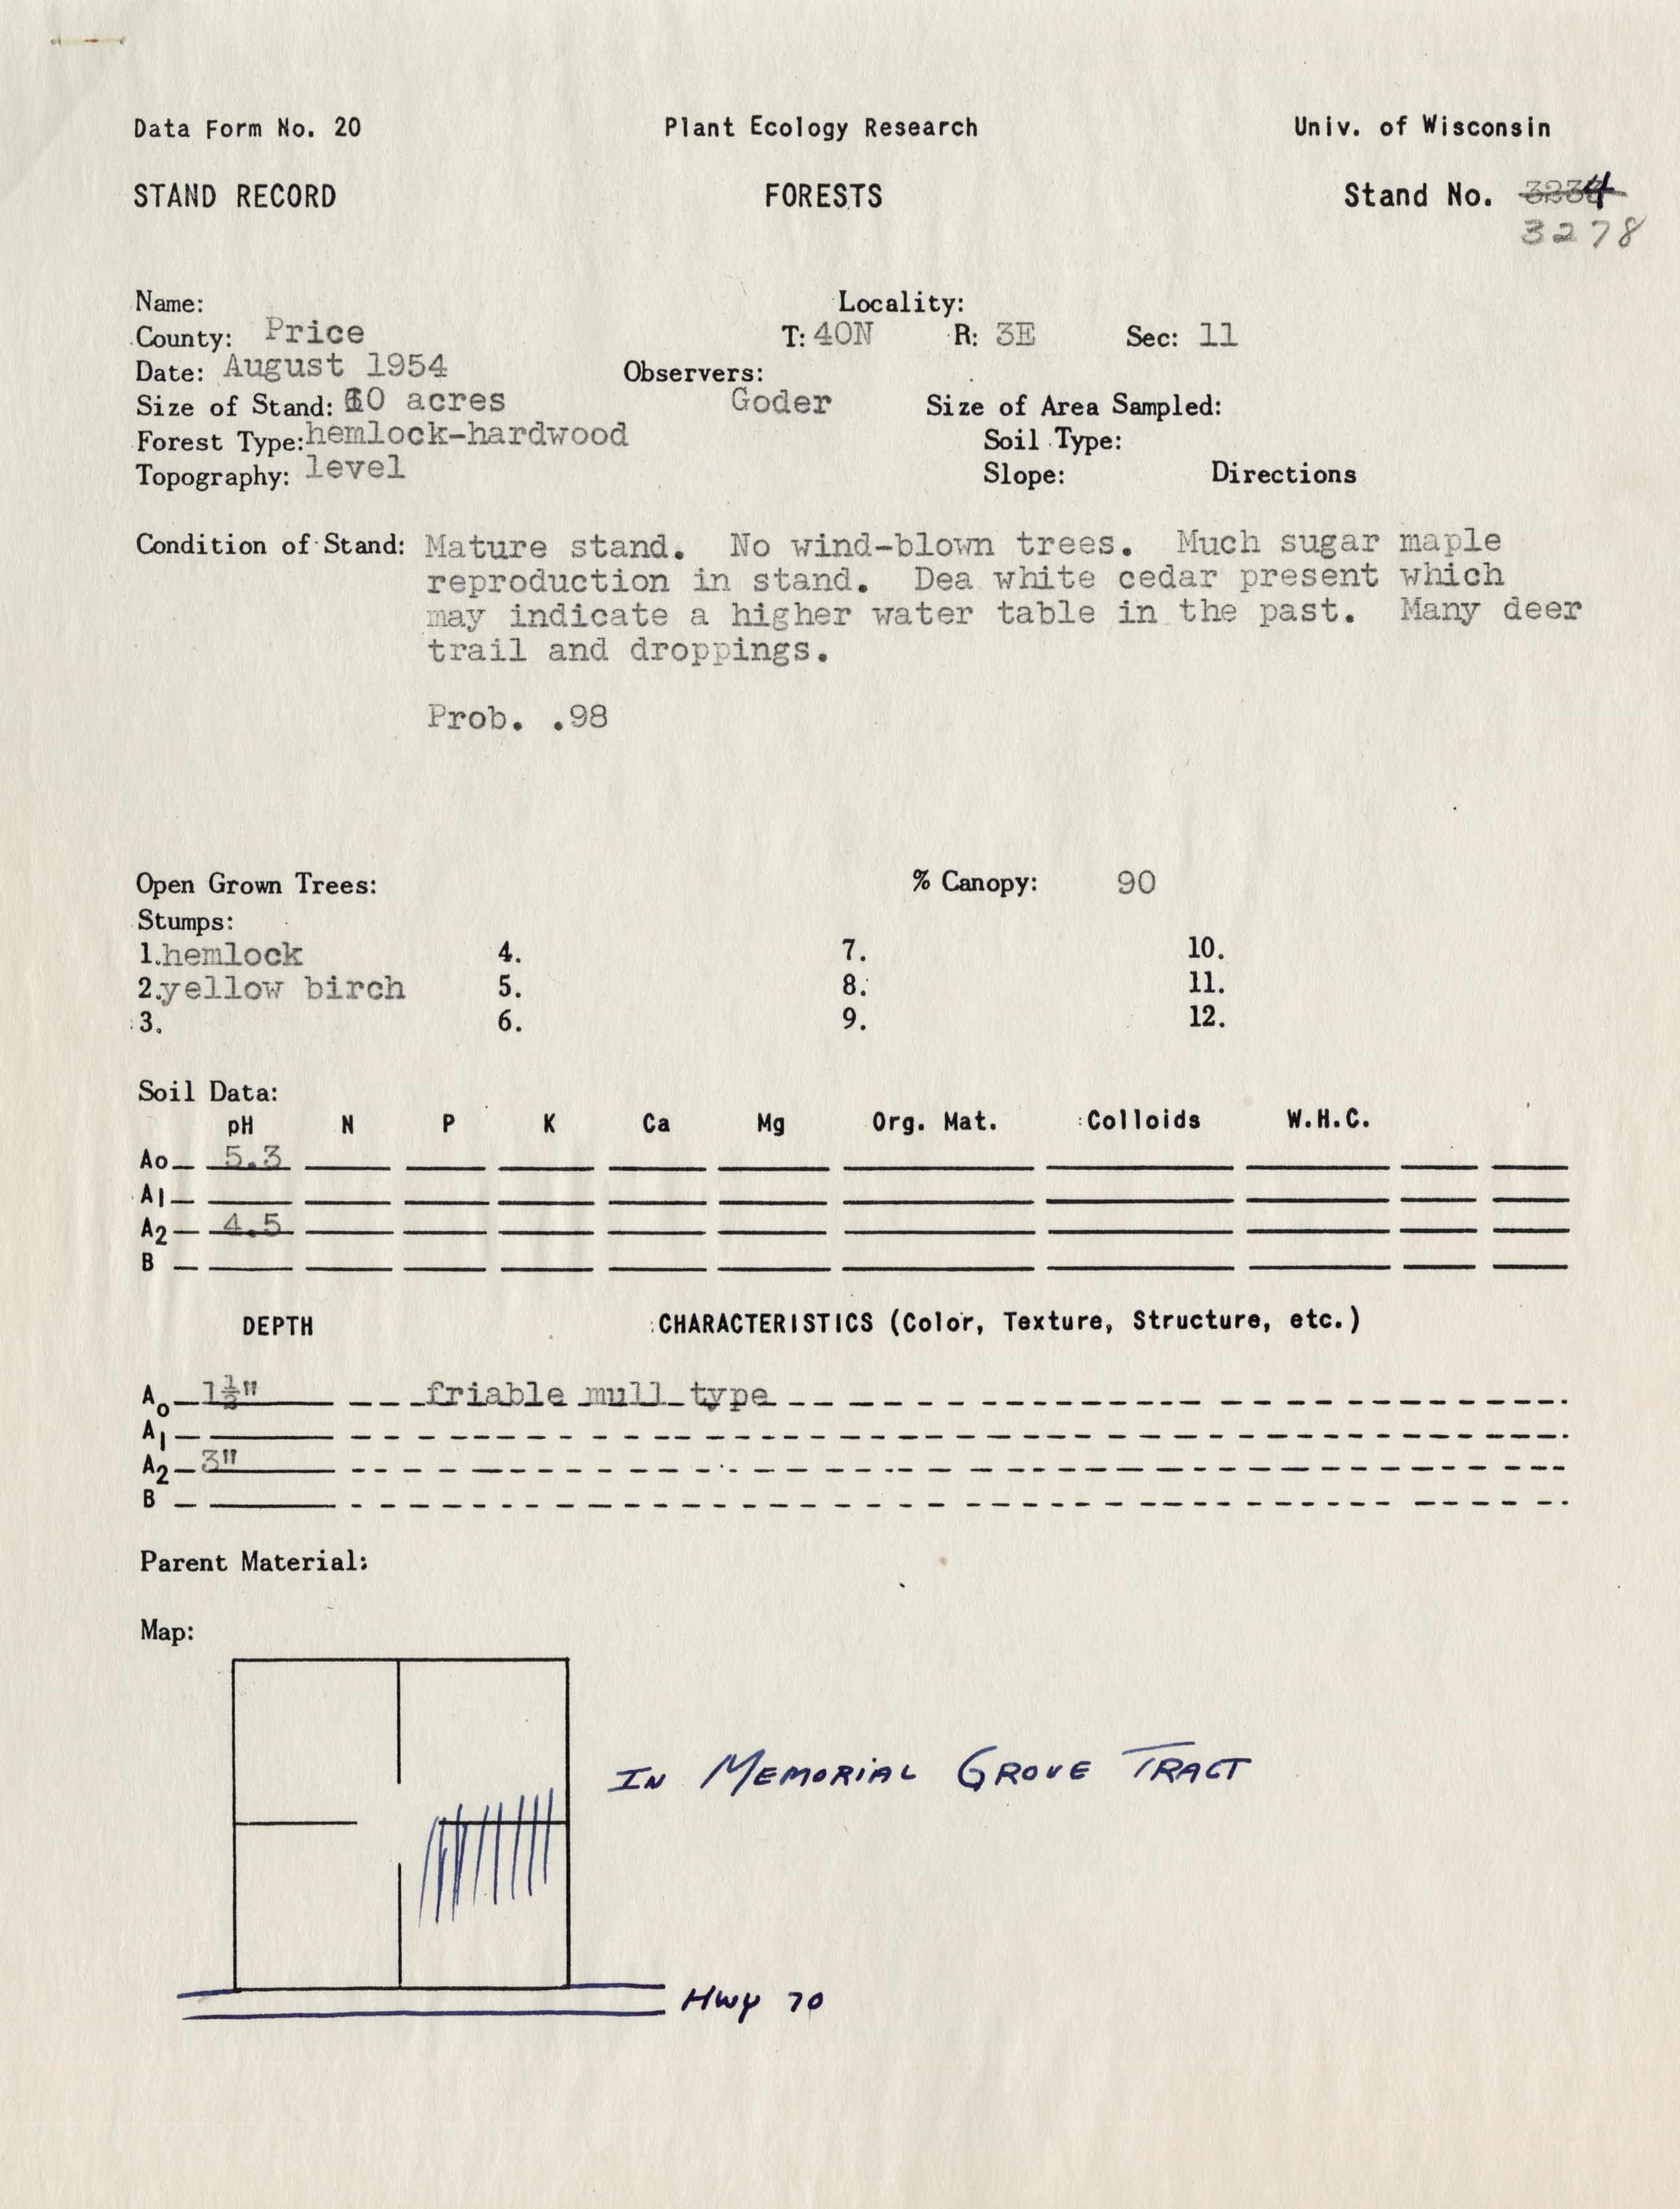 Data Form No. 20 Plant Ecology Research Univ. of Wisconsin
STAND RECORD FORESTS Stand No.
3278
Name: Locality:
County: Price T: 40N R: 3E Sec: 11
Date: August 1954 Observers:
Size of Stand: acres Goder Size of Area Sampled:
Forest Type: hemlock-hardwood Soil Type:
Topography: level Slope: Directions
Condition of Stand: Mature stand. No wind-blown trees. Much sugar maple
reproduction in stand. Dea white cedar present which
may indicate a higher water table in the past. Many deer
trail and droppings.
Prob. .98
Open Grown Trees: % Canopy: 90
Stumps:
1. hemlock 4. 7. 10.
2. yellow birch 5. 8. 11.
3. 6. 9. 12.
Soil Data:
pH N P K Ca Mg Org. Mat. Colloids W.H.C.
Ao 5.3
A1
A2 4.5
B
DEPTH CHARACTERISTICS (Color, Texture, Structure, etc.)
Ao 1½" friable mull type
A1
A2 3"
B
Parent Material:
Map:
IN MEMORIAL GROVE TRACT
Hwy 70